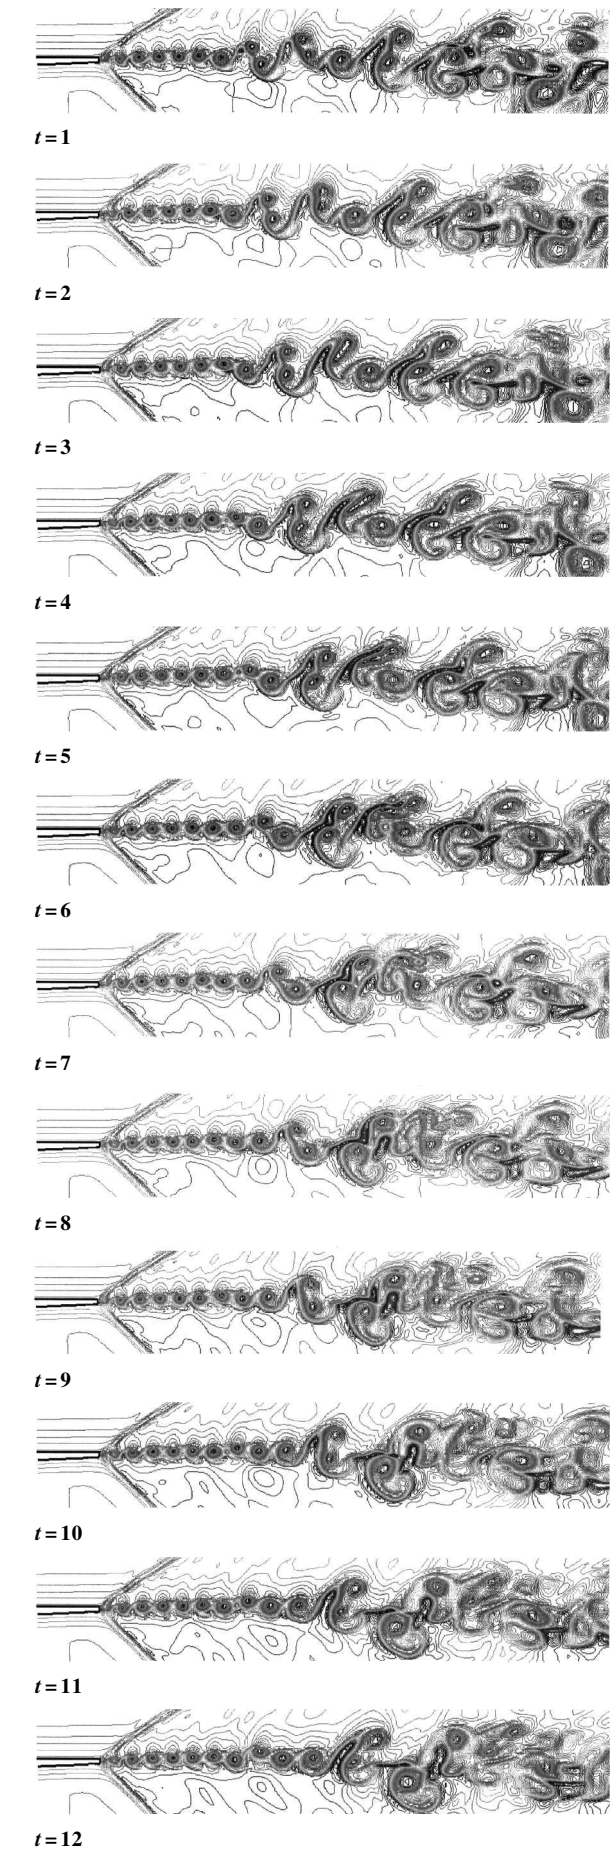 t = 1
t = 2
t = 3
t = 4
t = 5
t = 6
t = 7
t = 8
t = 9
t = 10
t = 11
t = 12